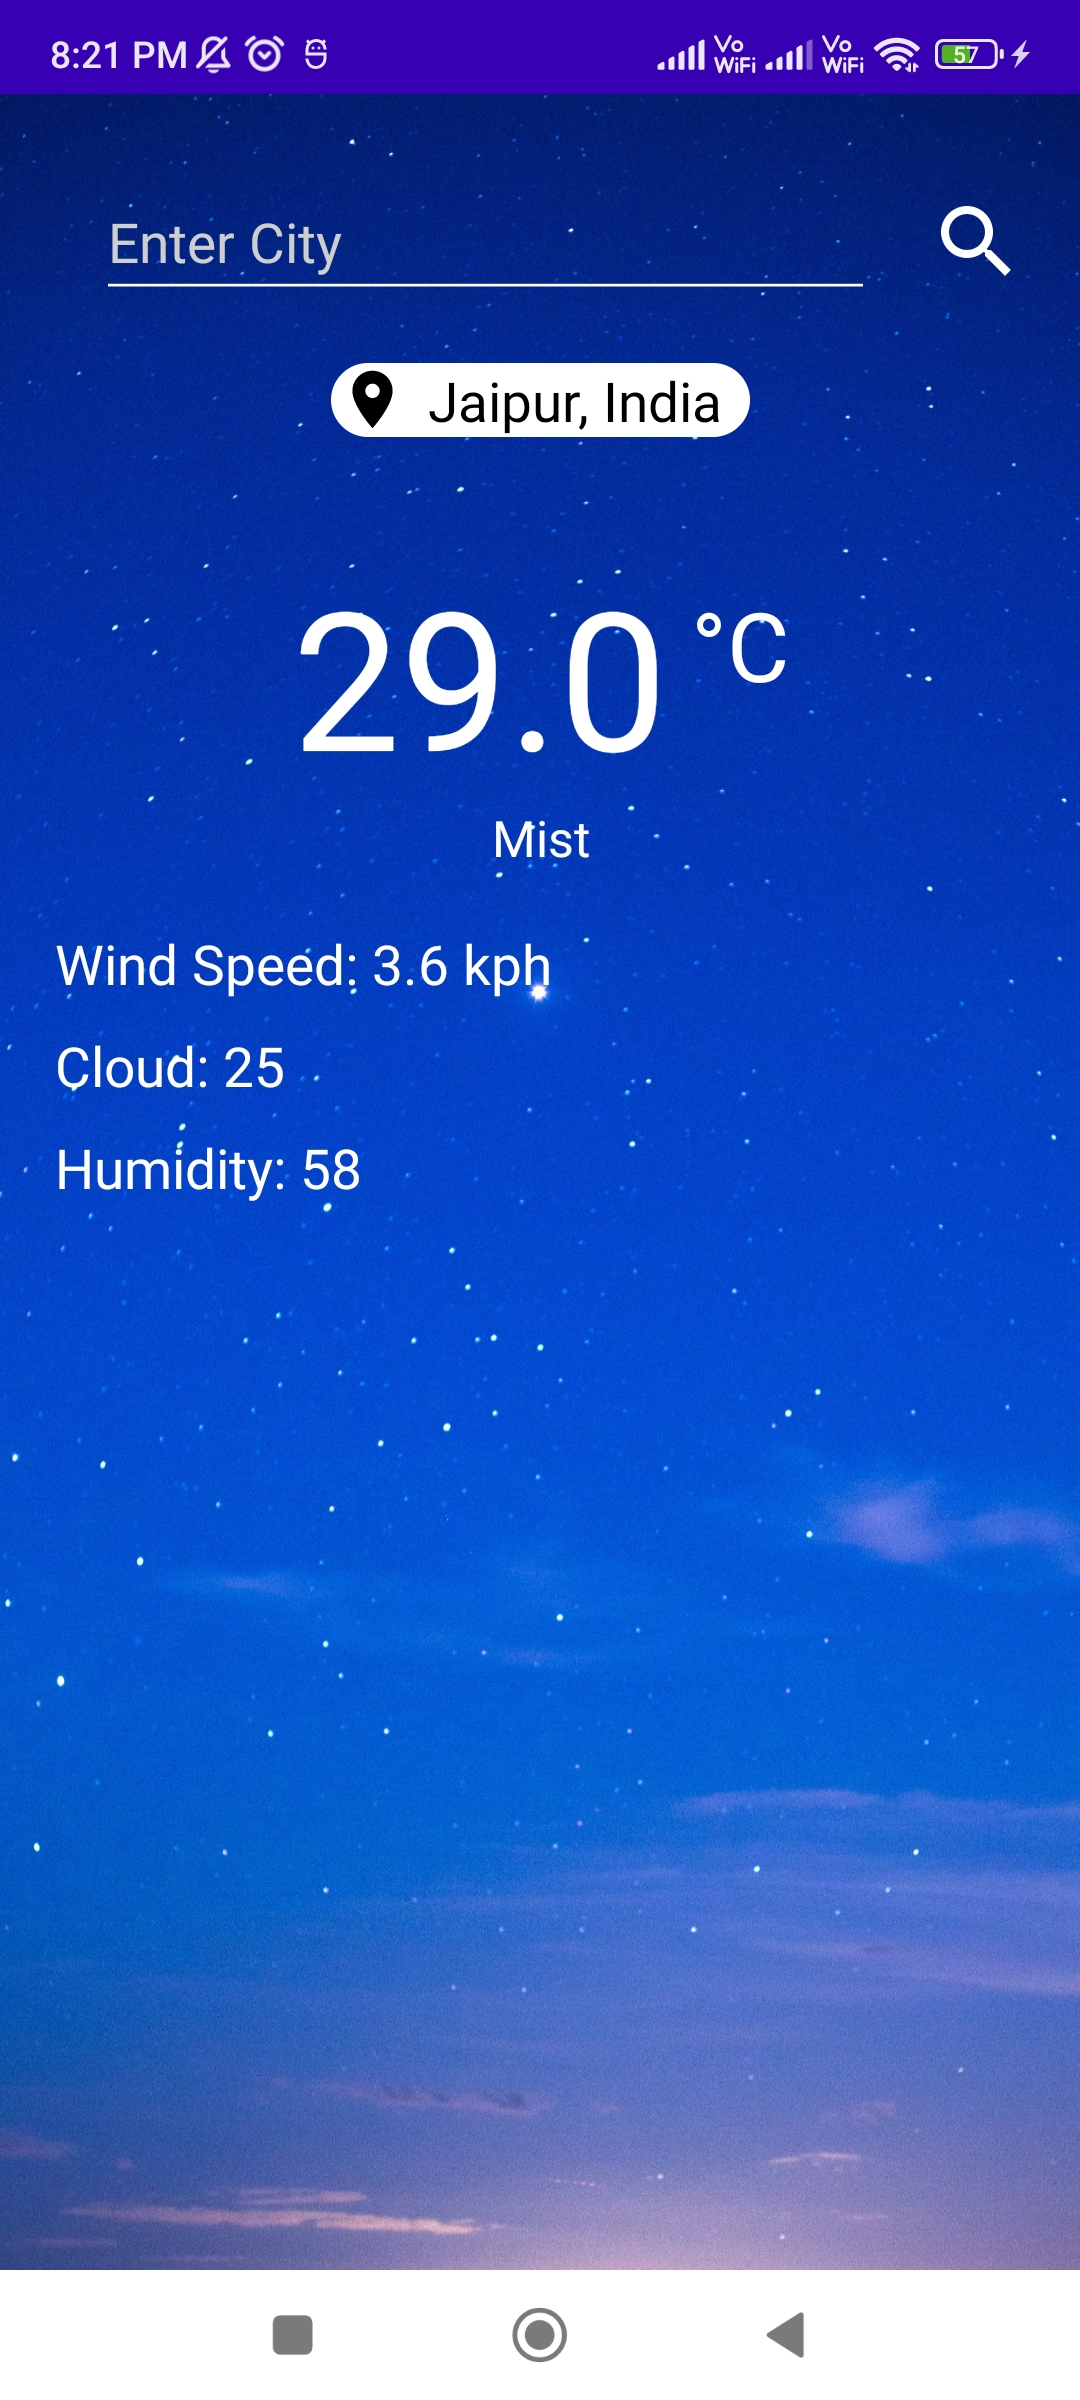 8:21 PM Vo WiFi Vo WiFi 57
Enter City
Jaipur, India
29.0 °C
Mist
Wind Speed: 3.6 kph
Cloud: 25
Humidity: 58